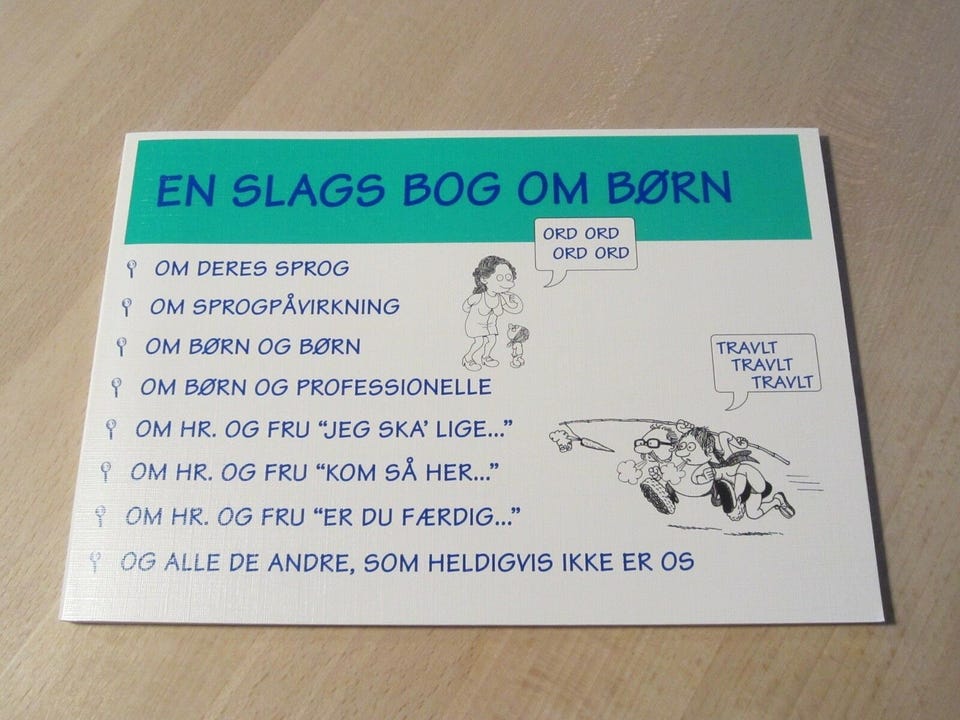 EN SLAGS BOG OM BØRN
ORD ORD
ORD ORD
OM DERES SPROG
OM SPROGPÅVIRKNING
OM BØRN OG BØRN
OM BØRN OG PROFESSIONELLE
OM HR. OG FRU “JEG SKA’ LIGE...”
OM HR. OG FRU “KOM SÅ HER...”
OM HR. OG FRU “ER DU FÆRDIG...”
OG ALLE DE ANDRE, SOM HELDIGVIS IKKE ER OS
TRAVLT
TRAVLT
TRAVLT